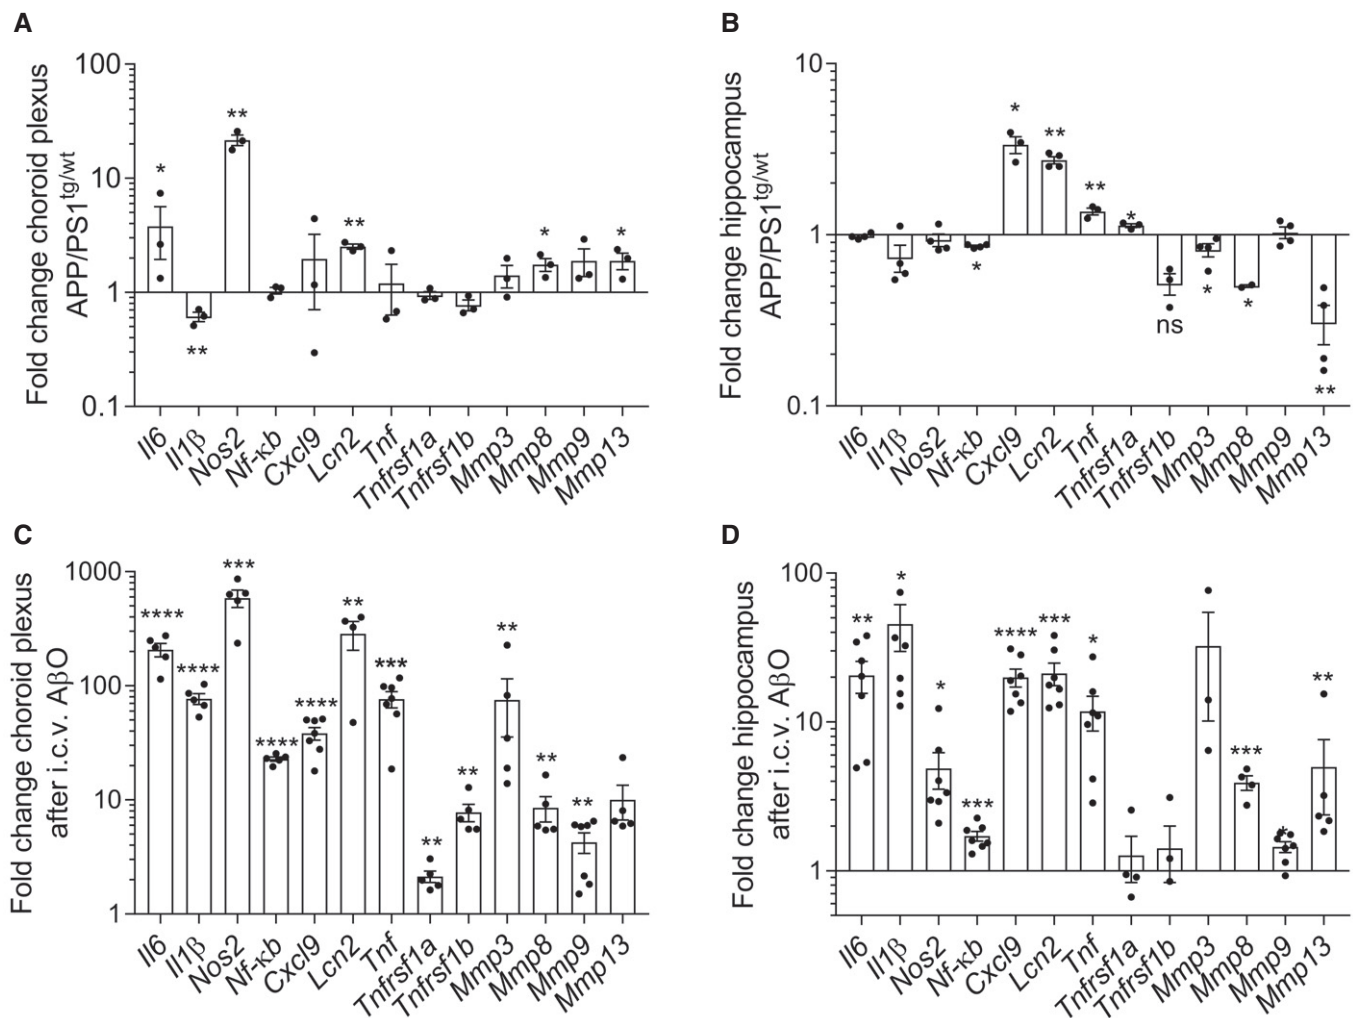 A
Fold change choroid plexus
APP/PS1tg/wt
100
10
1
0.1
*
**
**
**
*
*
Il6
Il1β
Nos2
Nf-κb
Cxcl9
Lcn2
Tnf
Tnfrsf1a
Tnfrsf1b
Mmp3
Mmp8
Mmp9
Mmp13
B
Fold change hippocampus
APP/PS1tg/wt
10
1
0.1
*
*
**
**
*
ns
*
*
**
Il6
Il1β
Nos2
Nf-κb
Cxcl9
Lcn2
Tnf
Tnfrsf1a
Tnfrsf1b
Mmp3
Mmp8
Mmp9
Mmp13
C
Fold change choroid plexus
after i.c.v. AβO
1000
100
10
1
****
****
***
****
****
**
***
**
**
**
**
**
Il6
Il1β
Nos2
Nf-κb
Cxcl9
Lcn2
Tnf
Tnfrsf1a
Tnfrsf1b
Mmp3
Mmp8
Mmp9
Mmp13
D
Fold change hippocampus
after i.c.v. AβO
100
10
1
**
*
*
***
****
***
*
***
*
**
Il6
Il1β
Nos2
Nf-κb
Cxcl9
Lcn2
Tnf
Tnfrsf1a
Tnfrsf1b
Mmp3
Mmp8
Mmp9
Mmp13